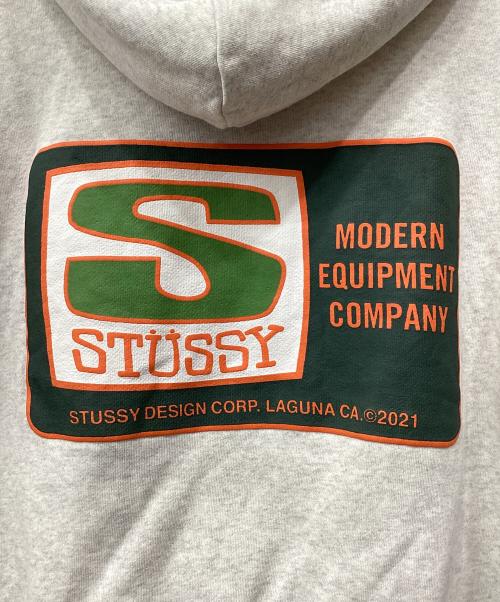 S
STÜSSY
MODERN
EQUIPMENT
COMPANY
STUSSY DESIGN CORP. LAGUNA CA.©2021